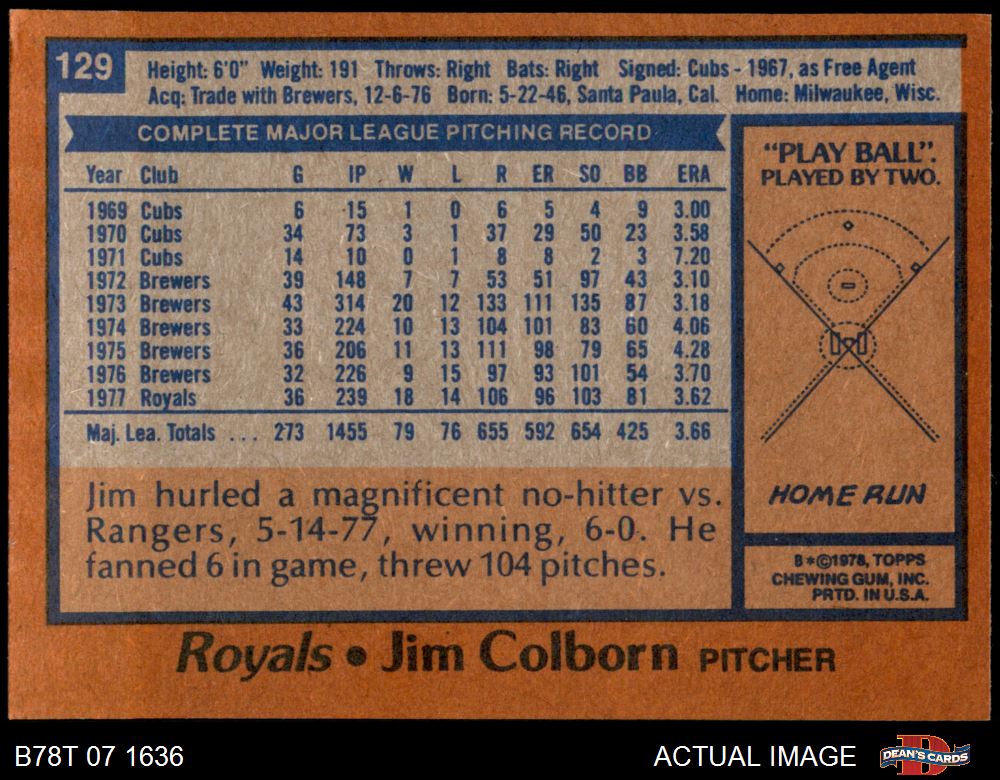 129
Height: 6'0" Weight: 191 Throws: Right Bats: Right Signed: Cubs - 1967, as Free Agent
Acq: Trade with Brewers, 12-6-76 Born: 5-22-46, Santa Paula, Cal. Home: Milwaukee, Wisc.
COMPLETE MAJOR LEAGUE PITCHING RECORD
Year Club G IP W L R ER SO BB ERA
1969 Cubs 6 15 1 0 6 5 4 9 3.00
1970 Cubs 34 73 3 1 37 29 50 23 3.58
1971 Cubs 14 10 0 1 8 8 2 3 7.20
1972 Brewers 39 148 7 7 53 51 97 43 3.10
1973 Brewers 43 314 20 12 133 111 135 87 3.18
1974 Brewers 33 224 10 13 104 101 83 60 4.06
1975 Brewers 36 206 11 13 111 98 79 65 4.28
1976 Brewers 32 226 9 15 97 93 101 54 3.70
1977 Royals 36 239 18 14 106 96 103 81 3.62
Maj. Lea. Totals ... 273 1455 79 76 655 592 654 425 3.66
Jim hurled a magnificent no-hitter vs.
Rangers, 5-14-77, winning, 6-0. He
fanned 6 in game, threw 104 pitches.
"PLAY BALL".
PLAYED BY TWO.
HOME RUN
B*©1978, TOPPS
CHEWING GUM, INC.
PRTD. IN U.S.A.
Royals • Jim Colborn PITCHER
B78T 07 1636
ACTUAL IMAGE
DEAN'S CARDS